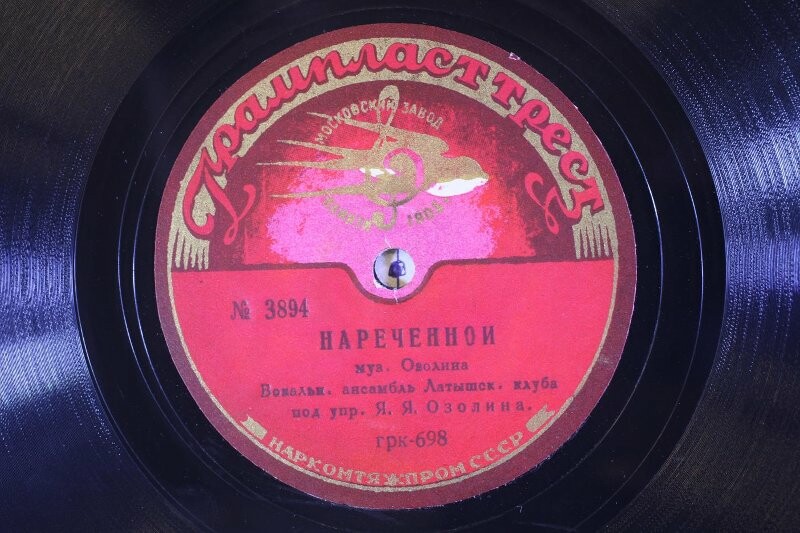 Грампласттрест
МОСКОВСКИЙ ЗАВОД
№ 3894
НАРЕЧЕННОЙ
муз. Озолина
Вокальн. ансамбль Латышск. клуба
под упр. Я. Я. Озолина.
грк-698
НАРКОМТЯЖПРОМ СССР